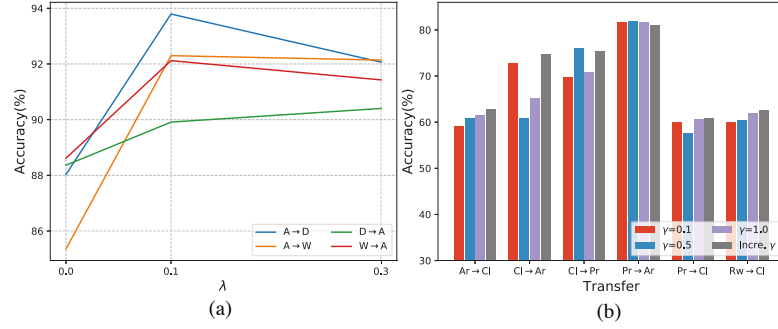 94
92
90
88
86
Accuracy(%)
A→D
A→W
D→A
W→A
0.0
0.1
0.3
λ
(a)
80
70
60
50
40
30
Accuracy(%)
γ=0.1
γ=0.5
γ=1.0
Incre. γ
Ar→Cl
Cl→Ar
Cl→Pr
Pr→Ar
Pr→Cl
Rw→Cl
Transfer
(b)